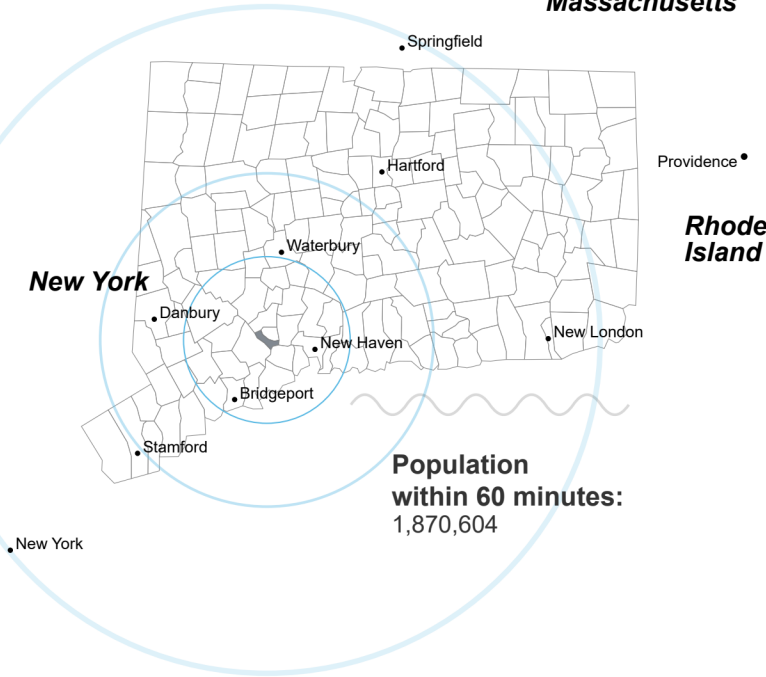 Massachusetts
Springfield
Hartford
Providence
Rhode
Island
Waterbury
New York
Danbury
New London
New Haven
Bridgeport
Stamford
Population
within 60 minutes:
1,870,604
New York